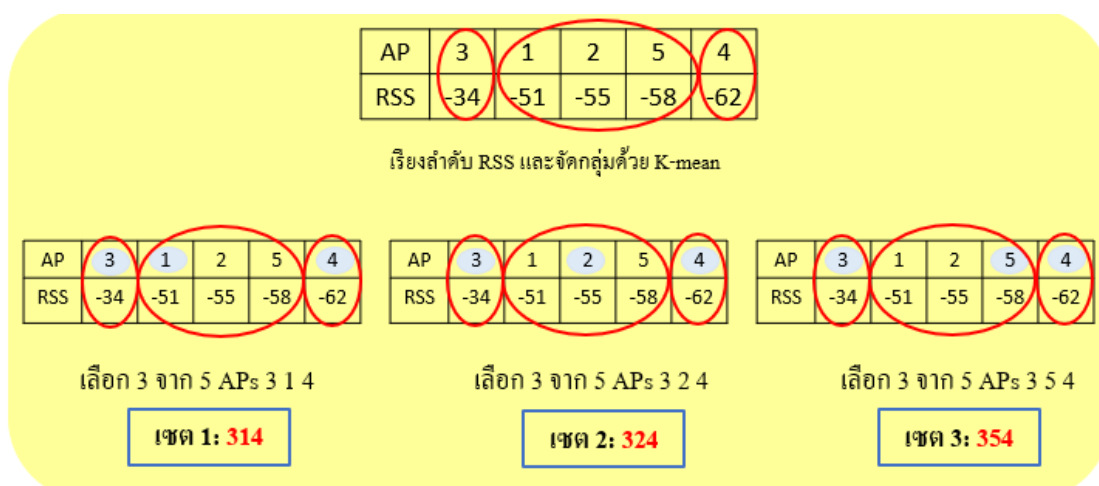 AP 3 1 2 5 4
RSS -34 -51 -55 -58 -62
เรียงลำดับ RSS และจัดกลุ่มด้วย K-mean
AP 3 1 2 5 4
RSS -34 -51 -55 -58 -62
เลือก 3 จาก 5 APs 3 1 4
เซต 1: 314
AP 3 1 2 5 4
RSS -34 -51 -55 -58 -62
เลือก 3 จาก 5 APs 3 2 4
เซต 2: 324
AP 3 1 2 5 4
RSS -34 -51 -55 -58 -62
เลือก 3 จาก 5 APs 3 5 4
เซต 3: 354